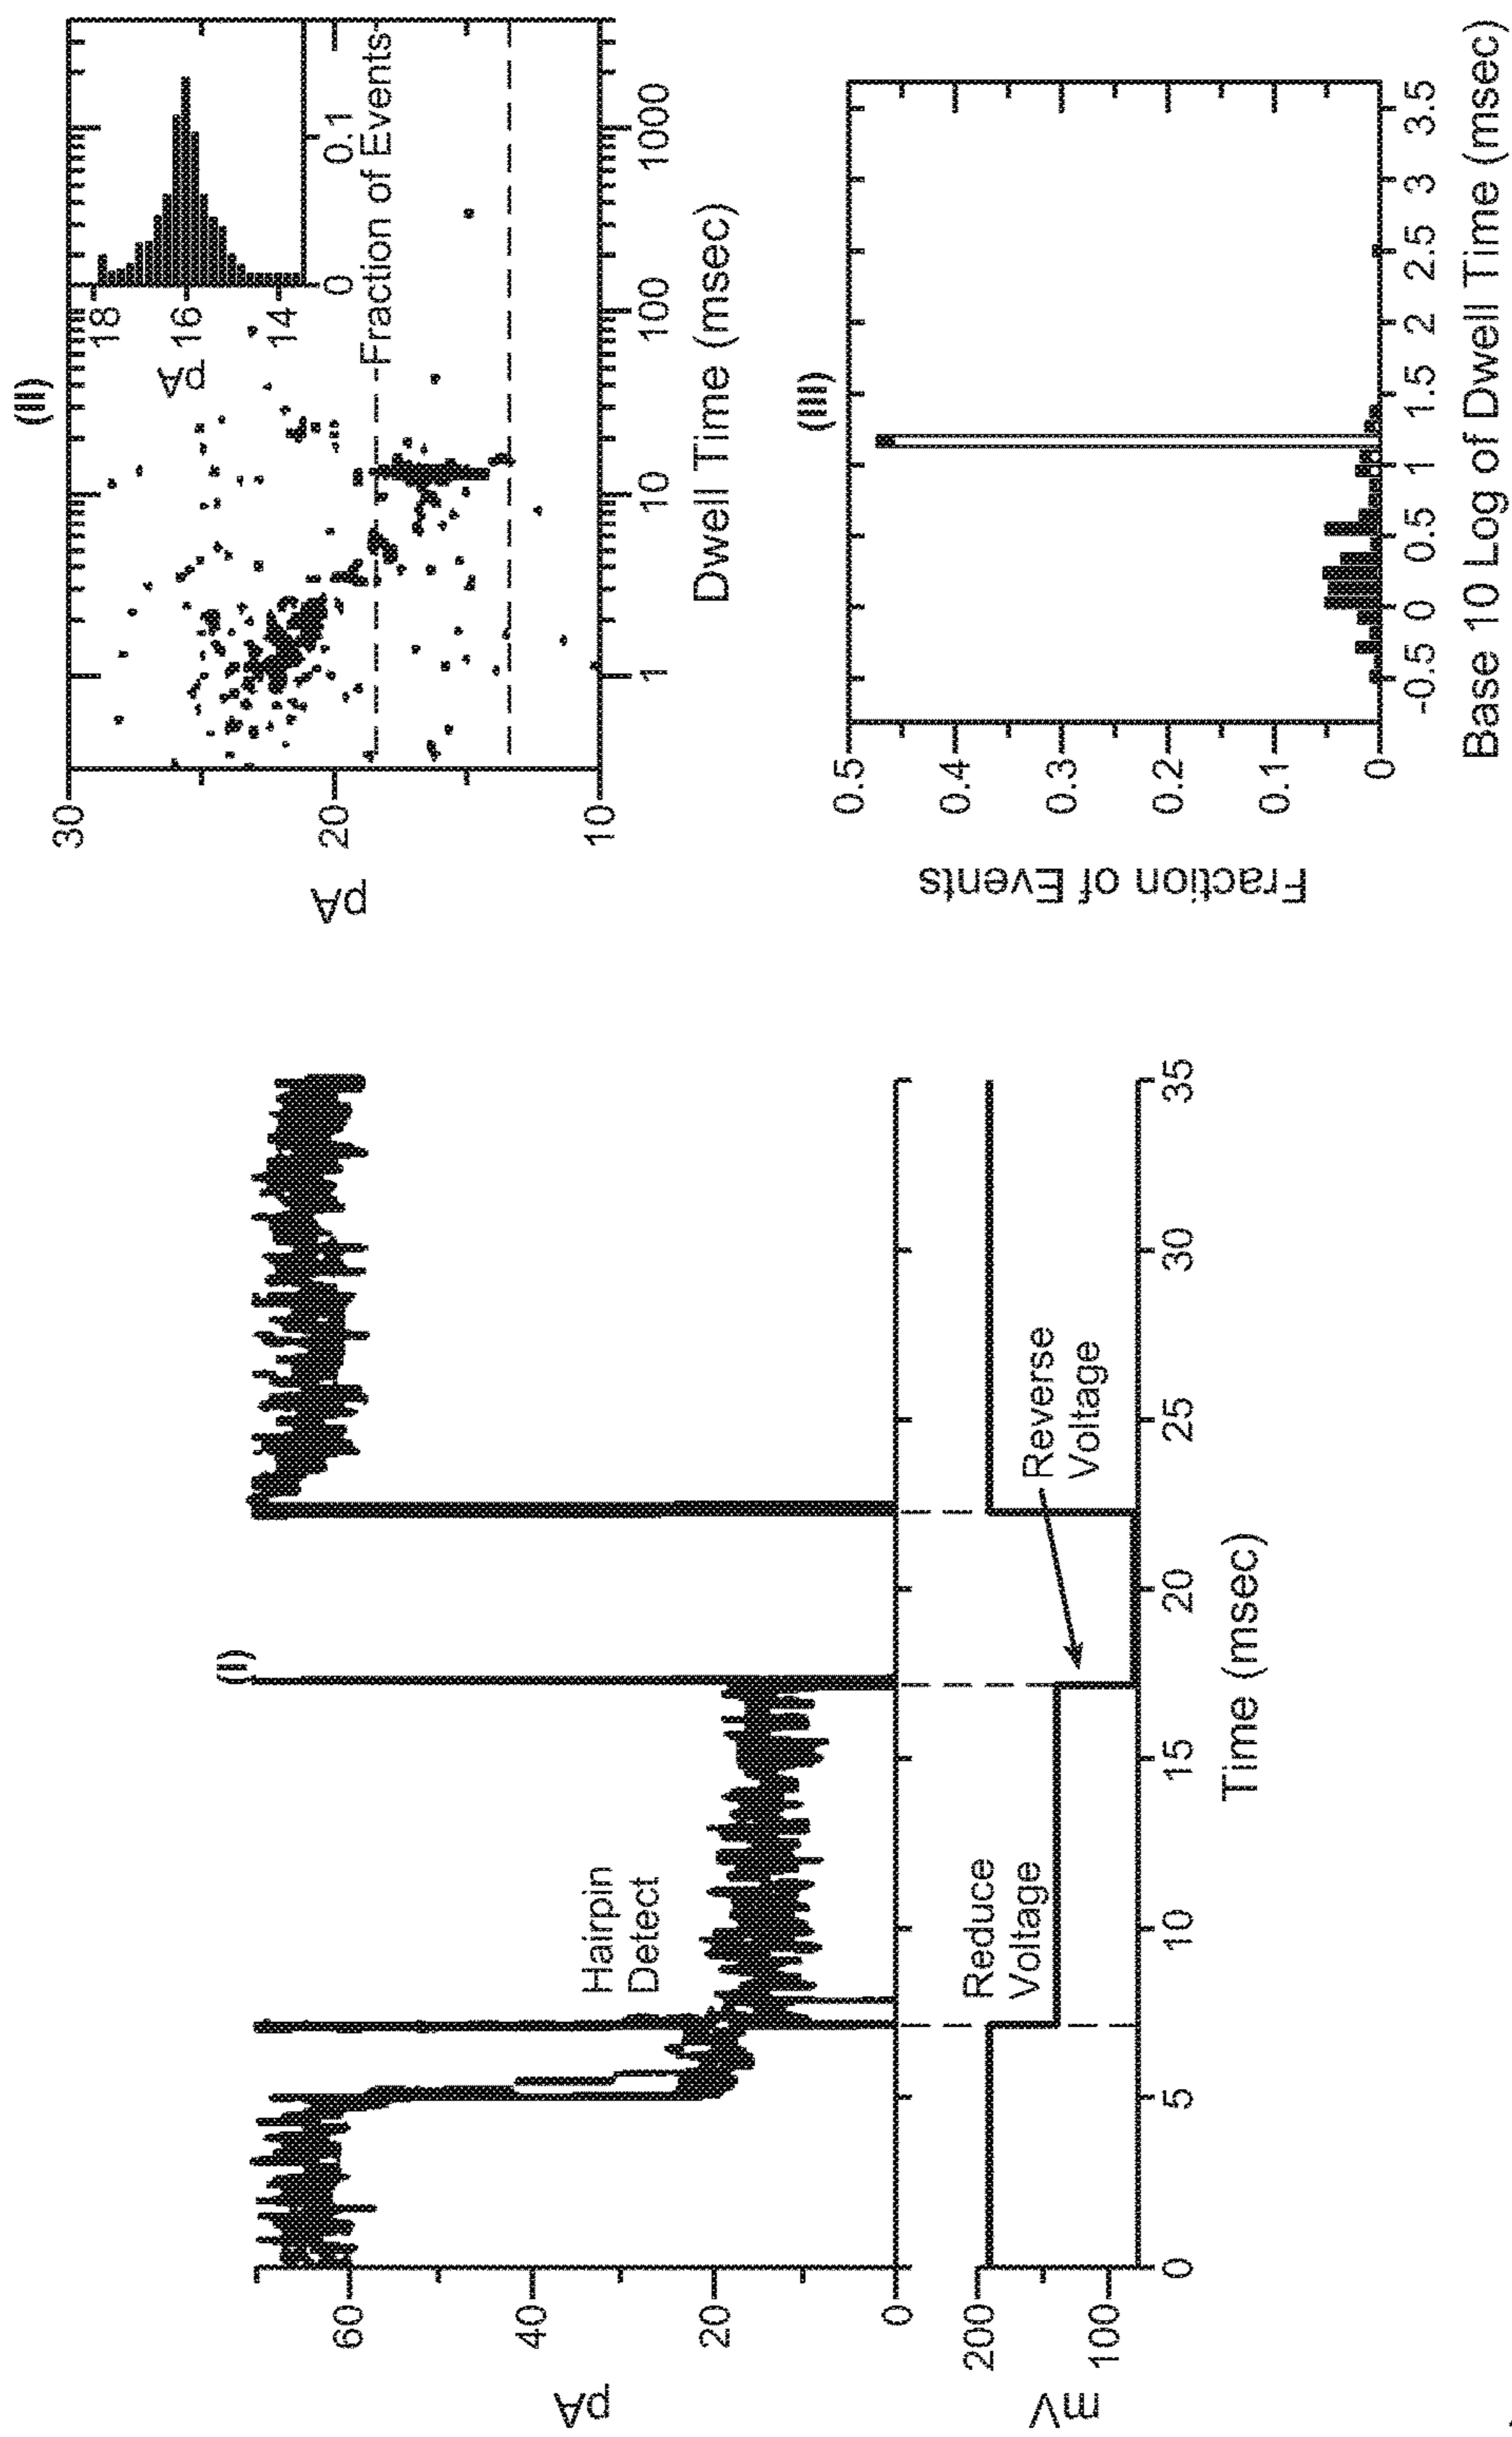 (I)
60
40
20
0
pA
Hairpin
Detect
200
100
mV
Reduce
Voltage
Reverse
Voltage
0
5
10
15
20
25
30
35
Time (msec)
(II)
30
20
10
pA
18
16
14
pA
0
0.1
Fraction of Events
1
10
100
1000
Dwell Time (msec)
(III)
0.5
0.4
0.3
0.2
0.1
0
Fraction of Events
-0.5
0
0.5
1
1.5
2
2.5
3
3.5
Base 10 Log of Dwell Time (msec)